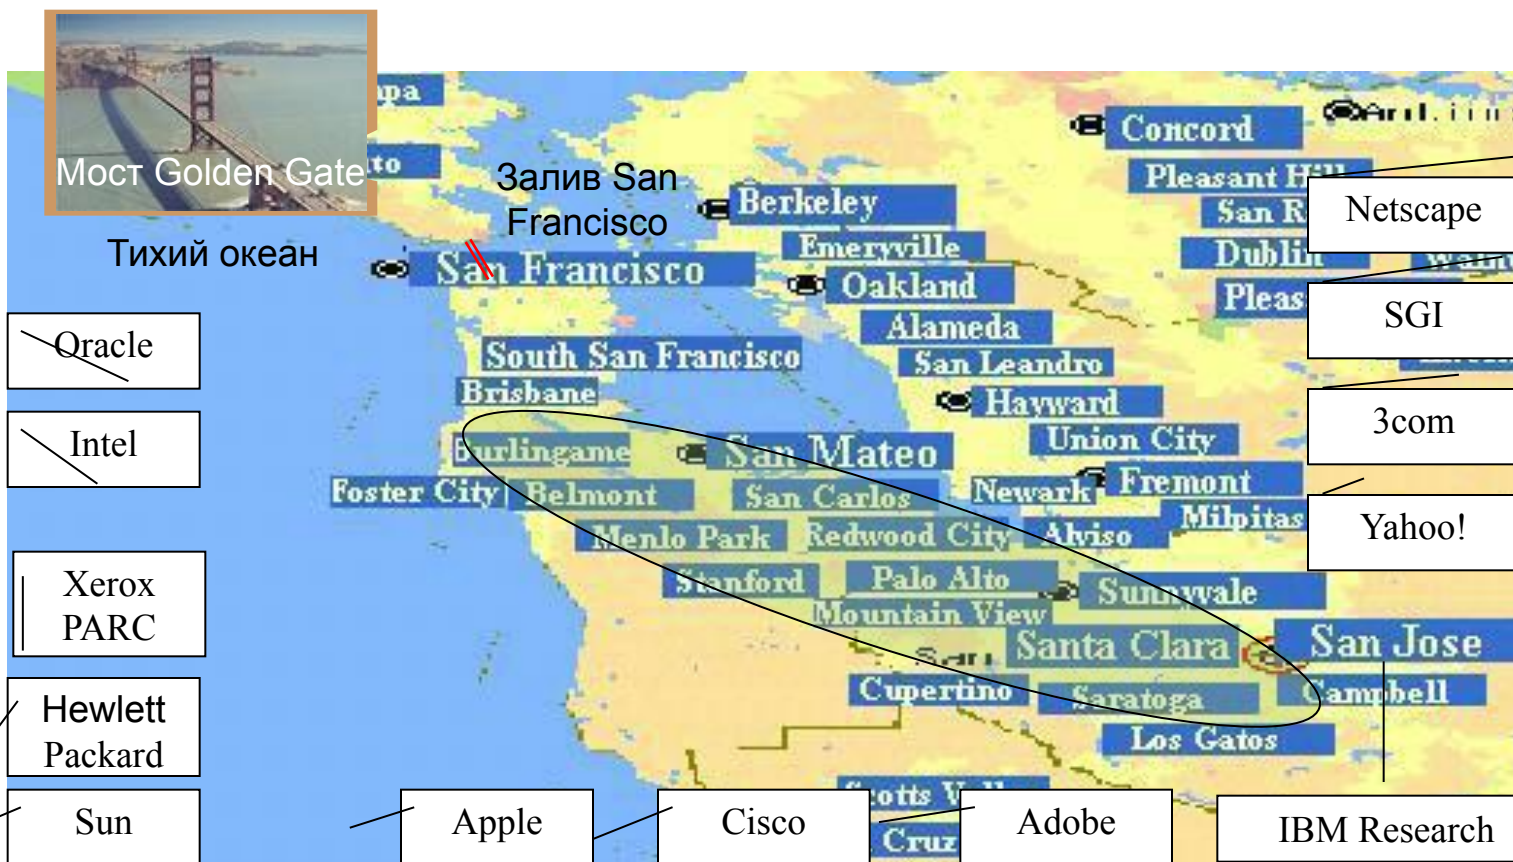 Мост Golden Gate
Залив San
Francisco
Тихий океан
Concord
Berkeley
Emeryville
San Francisco
Oakland
Dublin
Alameda
South San Francisco
San Leandro
Brisbane
Hayward
Burlingame
San Mateo
Union City
Foster City
Belmont
San Carlos
Newark
Fremont
Menlo Park
Redwood City
Alviso
Milpitas
Stanford
Palo Alto
Sunnyvale
Mountain View
Santa Clara
San Jose
Cupertino
Saratoga
Campbell
Los Gatos
Netscape
SGI
3com
Yahoo!
Oracle
Intel
Xerox
PARC
Hewlett
Packard
Sun
Apple
Cisco
Adobe
IBM Research